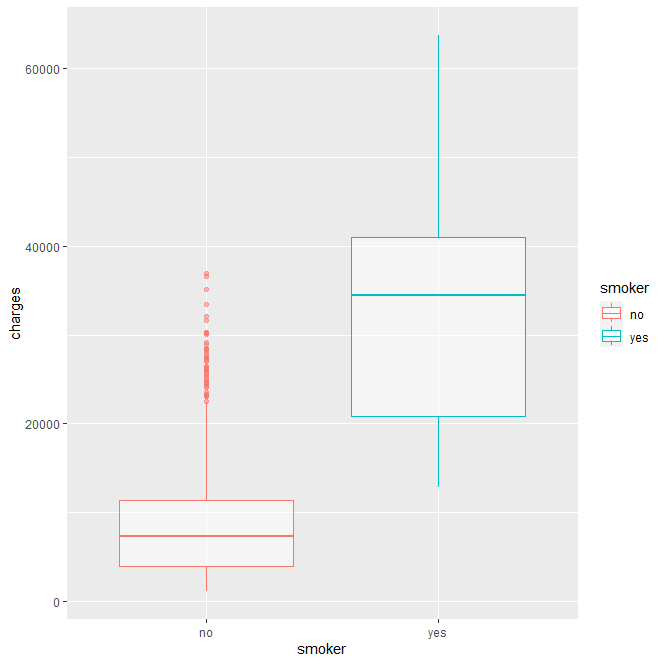 60000
40000
20000
0
charges
no
yes
smoker
smoker
no
yes